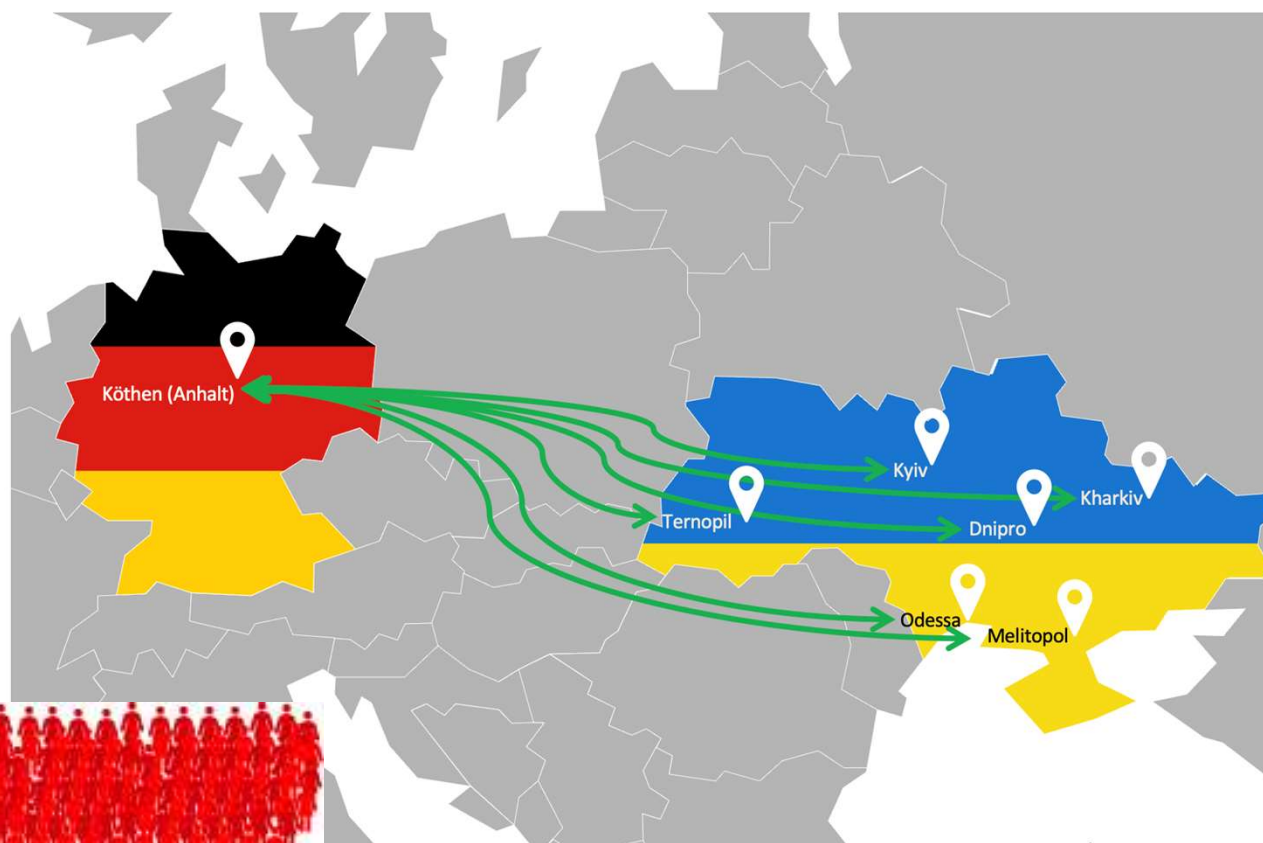 Köthen (Anhalt)
Kyiv
Kharkiv
Ternopil
Dnipro
Odessa
Melitopol